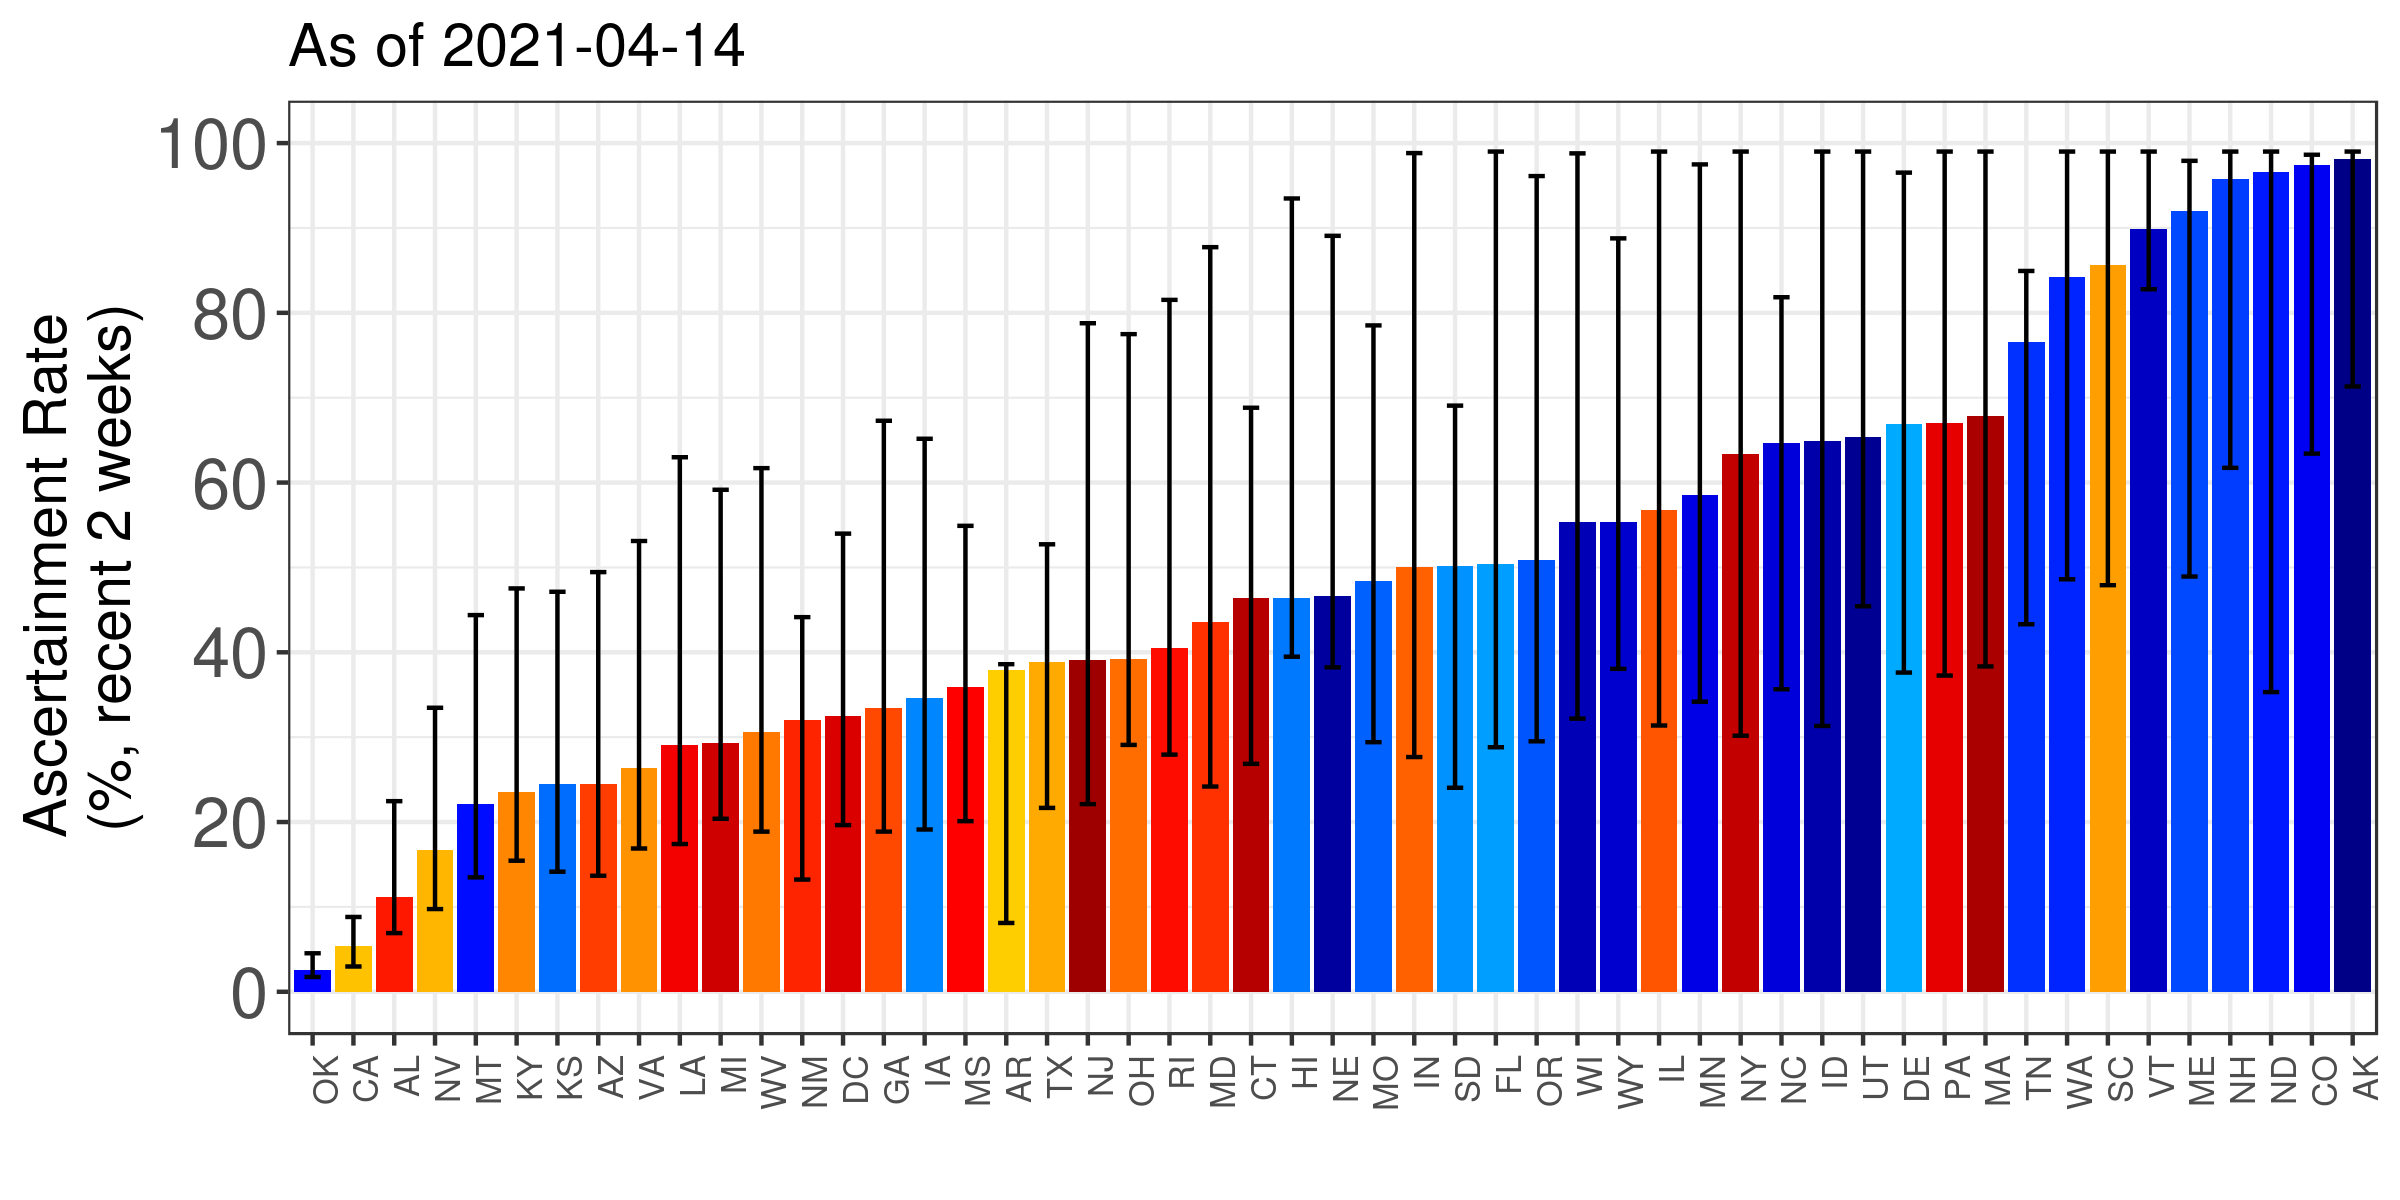 As of 2021-04-14
Ascertainment Rate
(%, recent 2 weeks)
100
80
60
40
20
0
OK
CA
AL
NV
MT
KY
KS
AZ
VA
LA
MI
WV
NM
DC
GA
IA
MS
AR
TX
NJ
OH
RI
MD
CT
HI
NE
MO
IN
SD
FL
OR
WI
WY
IL
MN
NY
NC
ID
UT
DE
PA
MA
TN
WA
SC
VT
ME
NH
ND
CO
AK